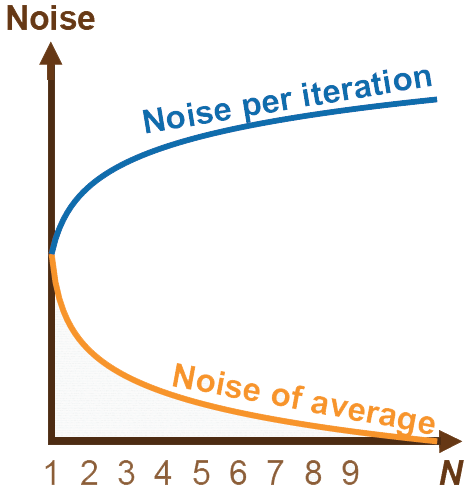 Noise
Noise per iteration
Noise of average
1 2 3 4 5 6 7 8 9 N